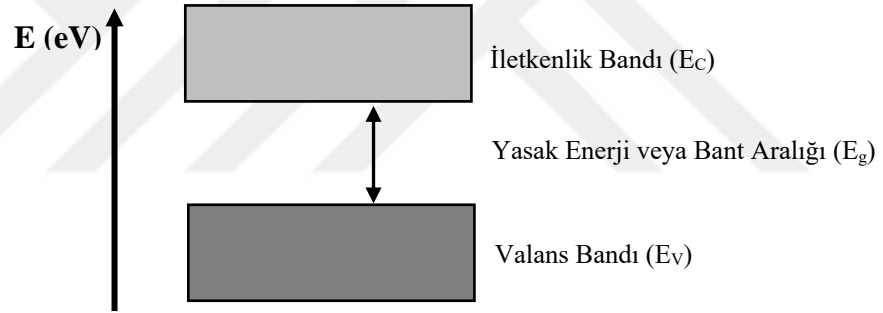 E (eV)
İletkenlik Bandı (EC)
Yasak Enerji veya Bant Aralığı (Eg)
Valans Bandı (EV)